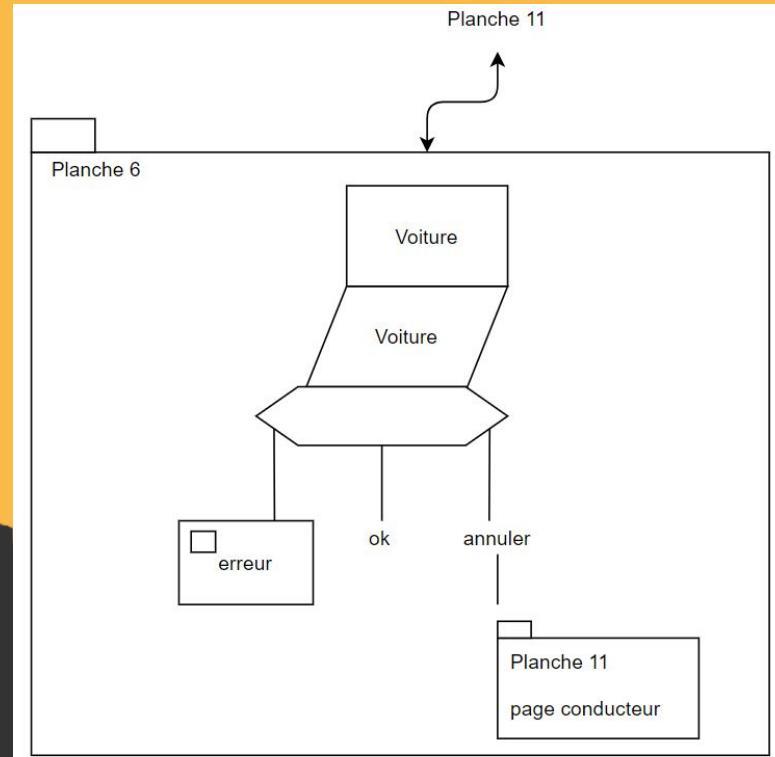 Planche 11
Planche 6
Voiture
Voiture
erreur
ok
annuler
Planche 11
page conducteur